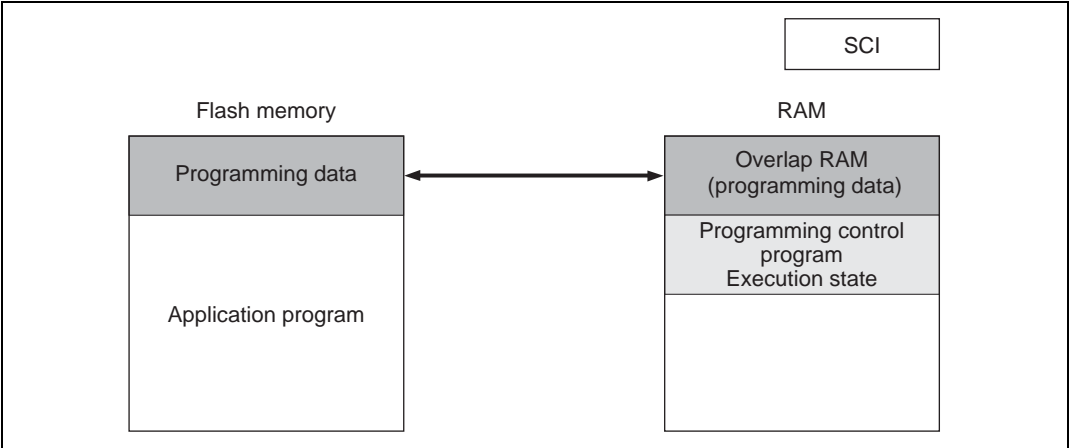 SCI
Flash memory
RAM
Programming data
Overlap RAM
(programming data)
Programming control
program
Execution state
Application program